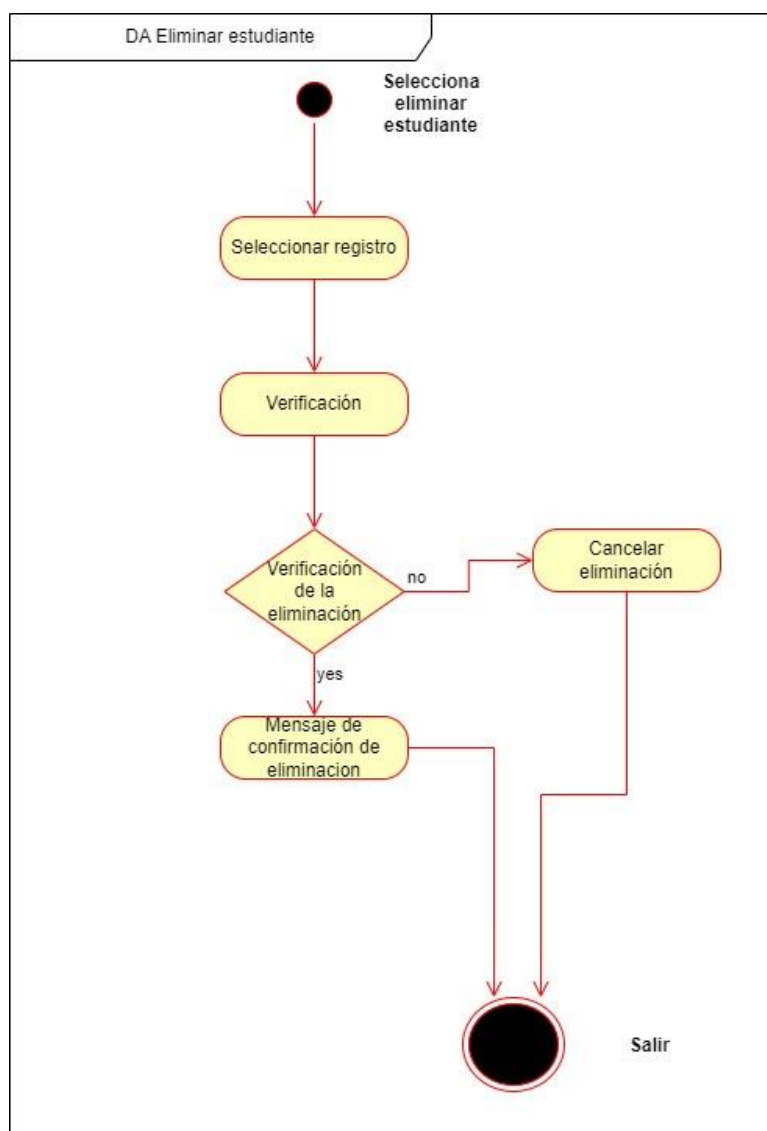 DA Eliminar estudiante
Selecciona
eliminar
estudiante
Seleccionar registro
Verificación
Verificación
de la
eliminación
no
Cancelar
eliminación
yes
Mensaje de
confirmación de
eliminacion
Salir